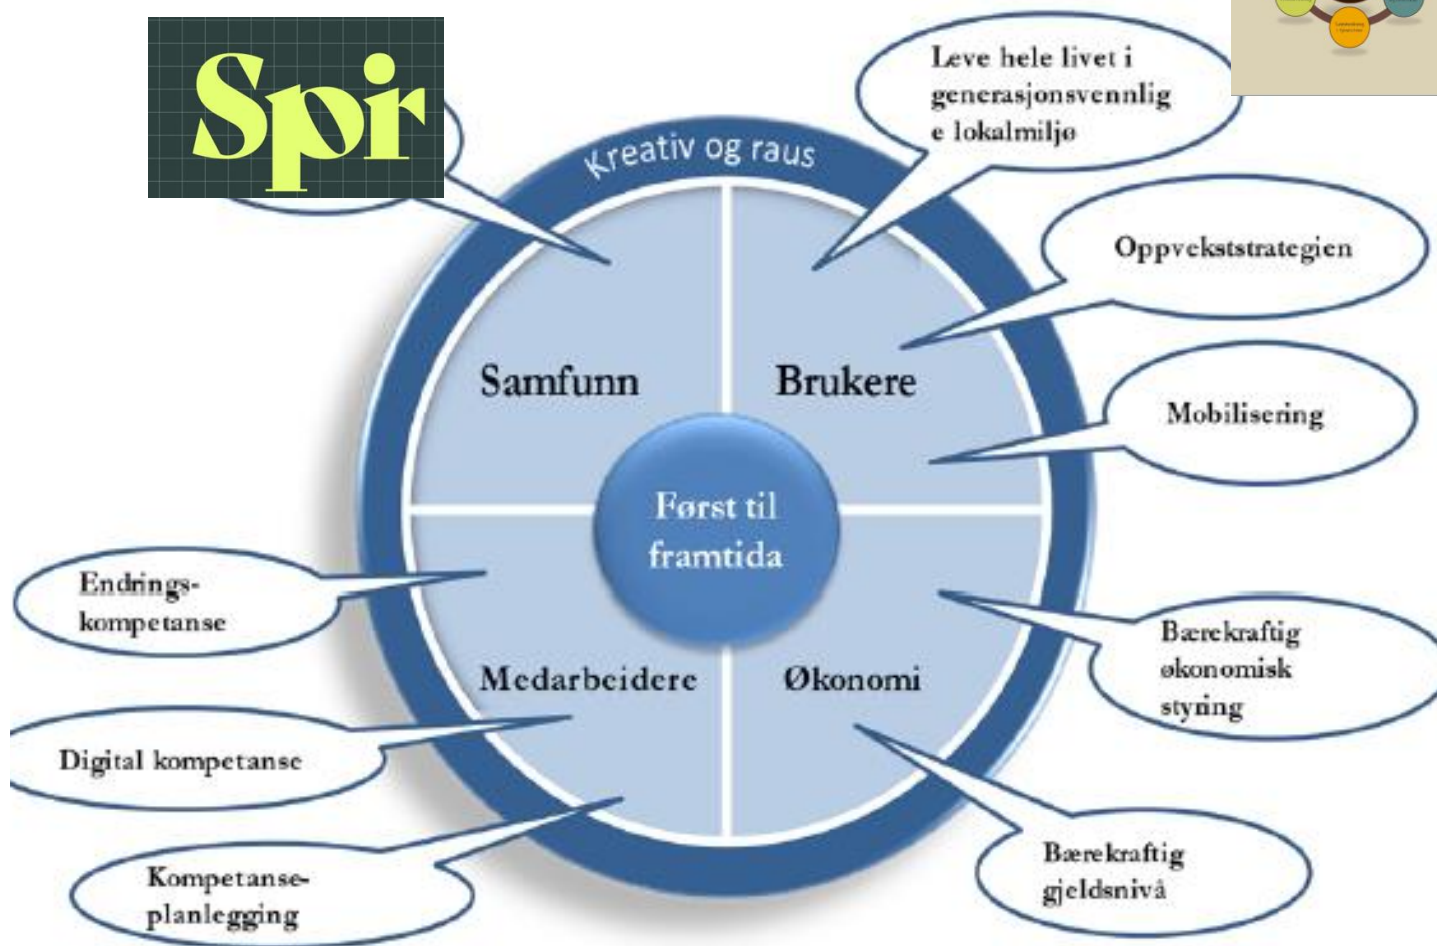 Spir
Leve hele livet i
generasjonsvennlig
e lokalmiljø
Kreativ og raus
Oppvekststrategien
Samfunn
Brukere
Mobilisering
Først til
framtida
Endrings-
kompetanse
Bærekraftig
økonomisk
styring
Medarbeidere
Økonomi
Digital kompetanse
Bærekraftig
gjeldsnivå
Kompetanse-
planlegging